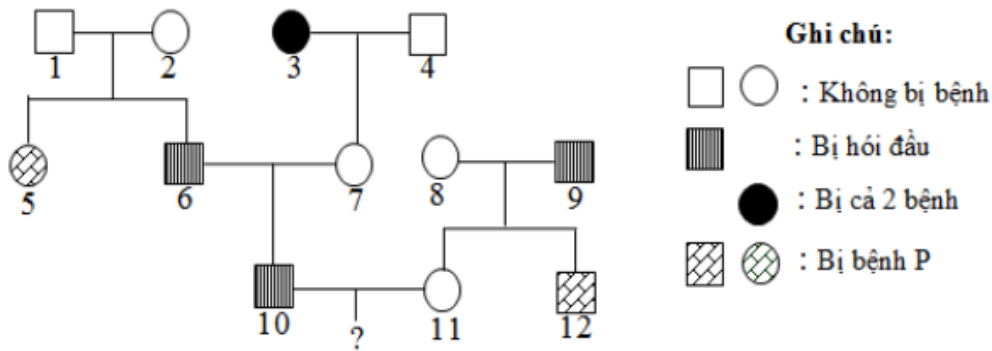 Ghi chú:
1 2 3 4
: Không bị bệnh
: Bị hói đầu
5 6 7 8 9
: Bị cả 2 bệnh
: Bị bệnh P
10 ? 11 12